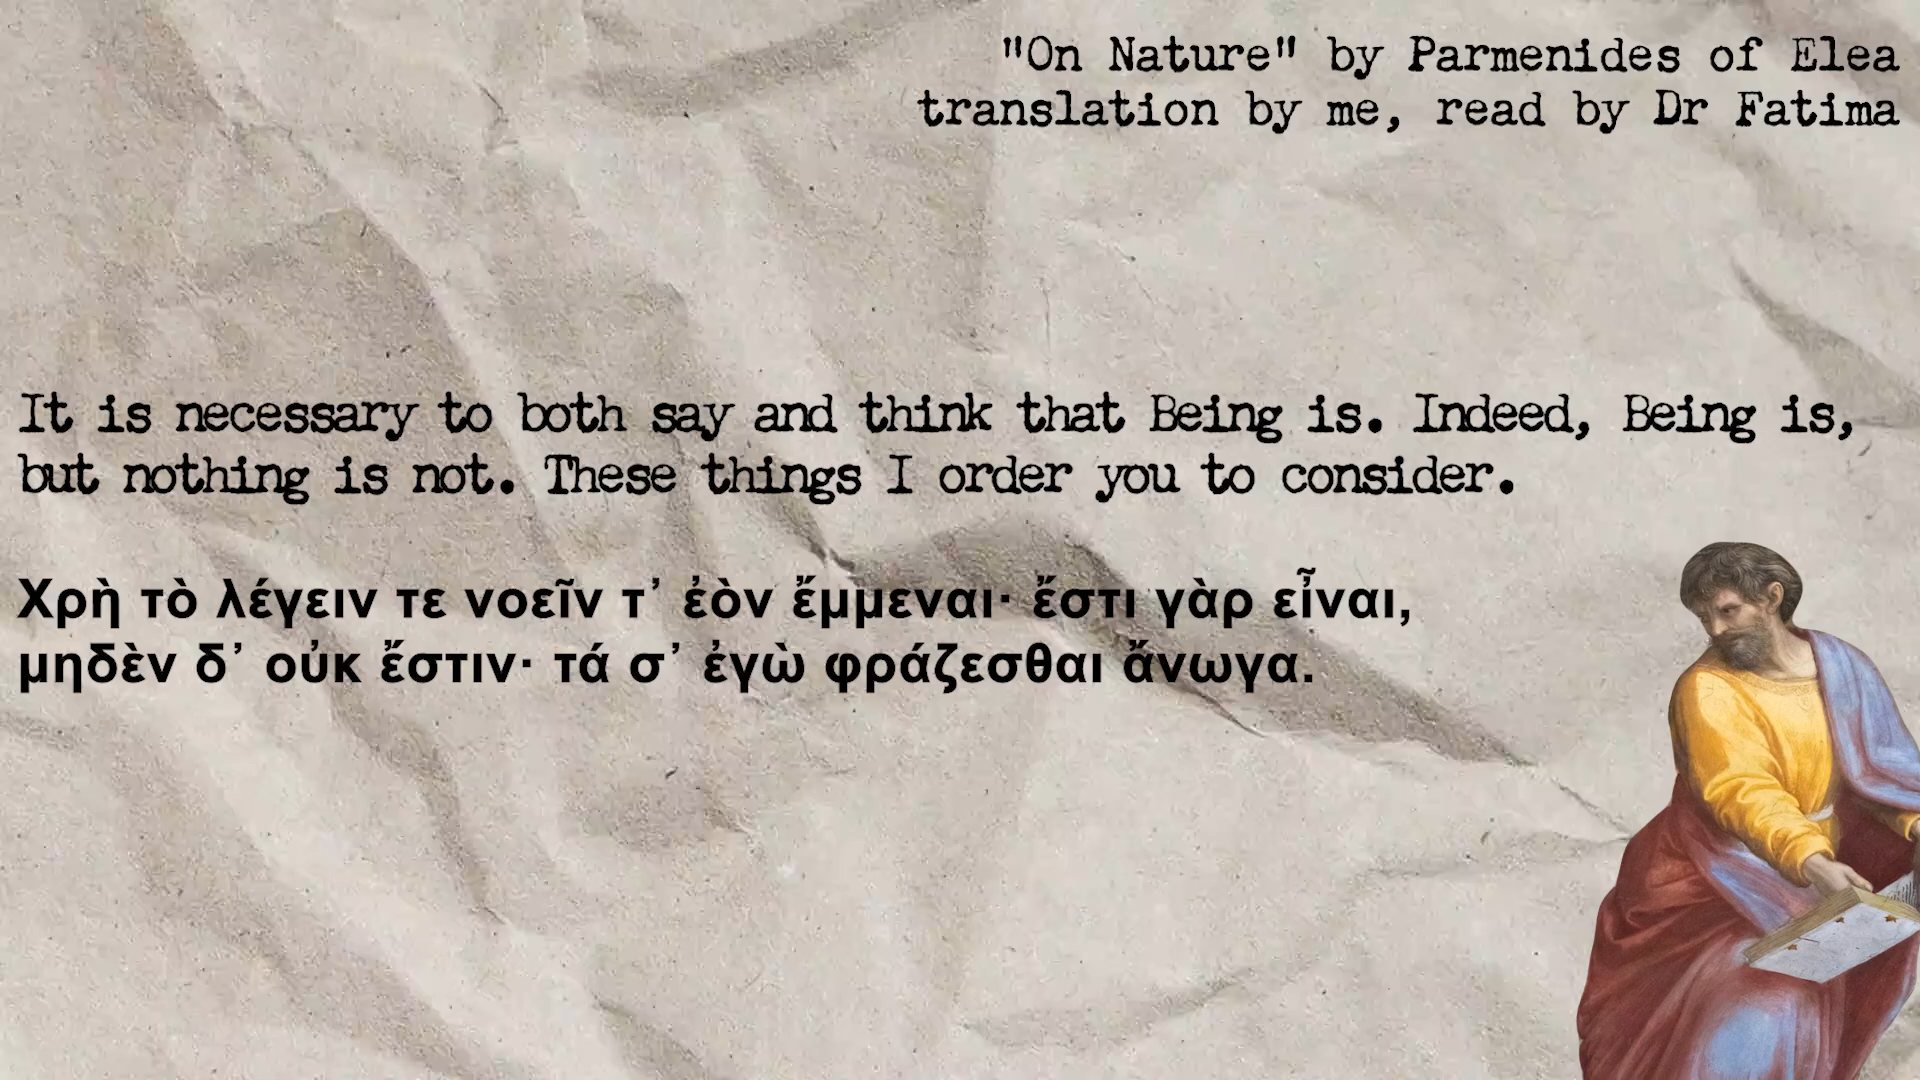 "On Nature" by Parmenides of Elea
translation by me, read by Dr Fatima
It is necessary to both say and think that Being is. Indeed, Being is,
but nothing is not. These things I order you to consider.
Χρὴ τὸ λέγειν τε νοεῖν τ᾽ ἐὸν ἔμμεναι· ἔστι γὰρ εἶναι,
μηδὲν δ᾽ οὐκ ἔστιν· τά σ᾽ ἐγὼ φράζεσθαι ἄνωγα.